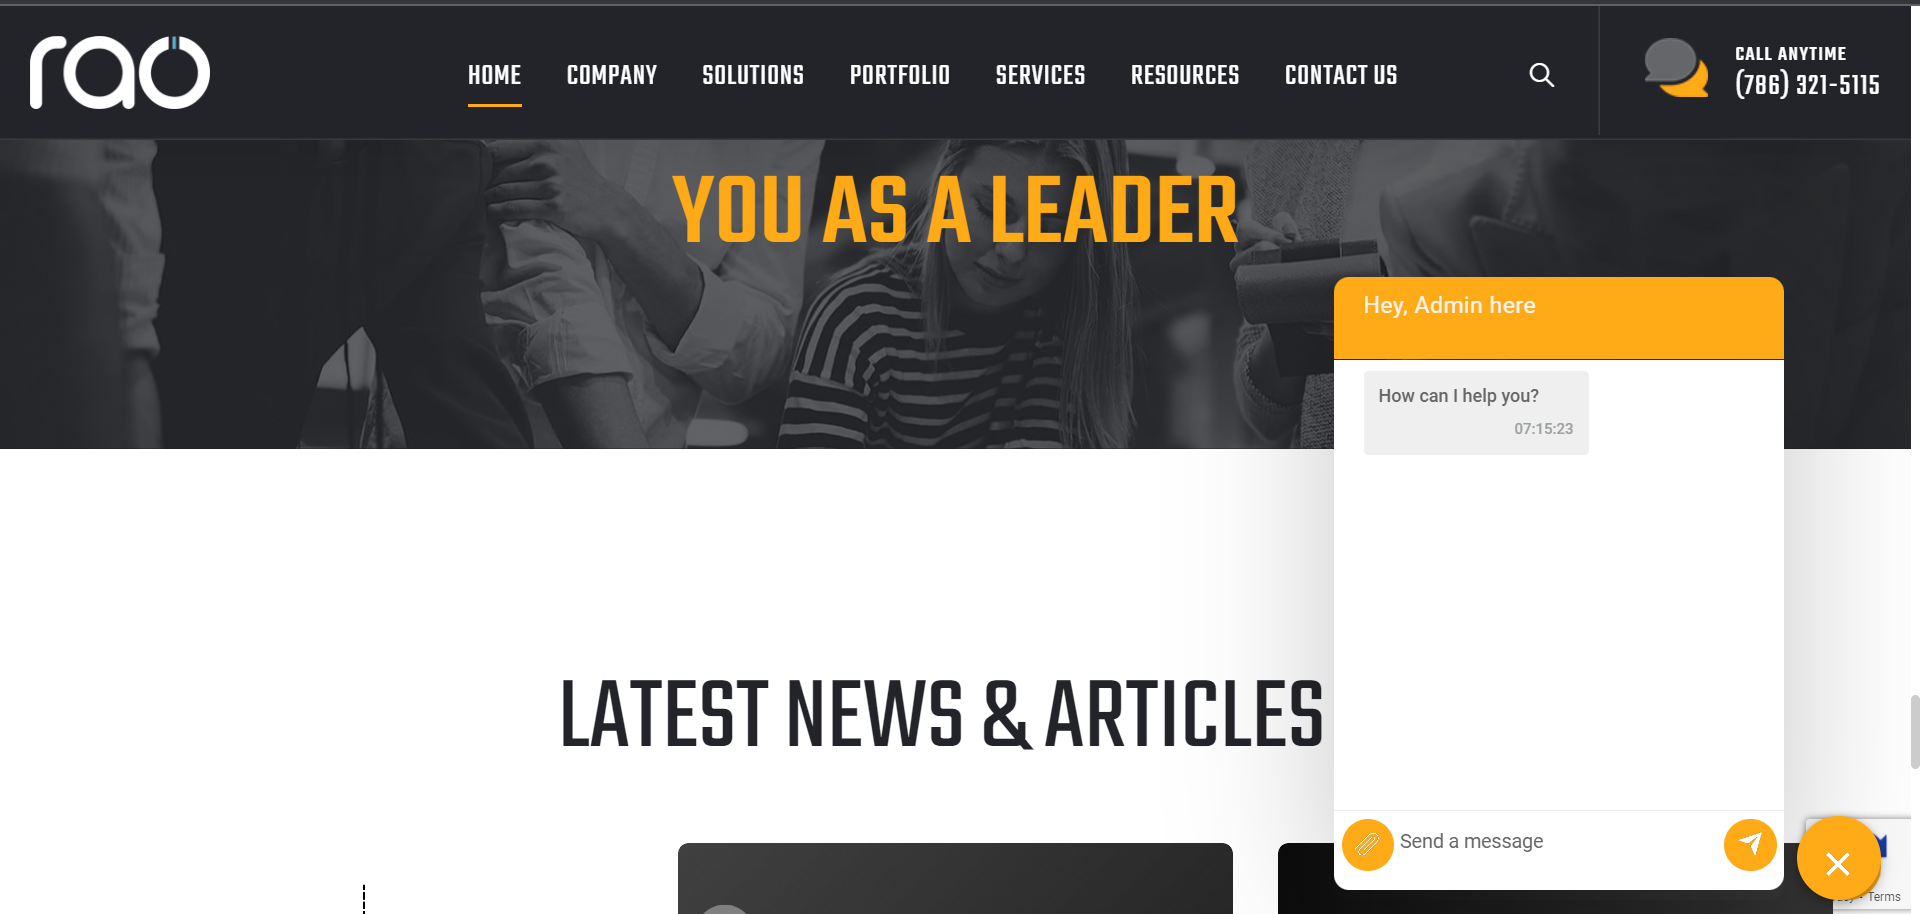 rao
HOME
COMPANY
SOLUTIONS
PORTFOLIO
SERVICES
RESOURCES
CONTACT US
CALL ANYTIME
(786) 321-5115
YOU AS A LEADER
Hey, Admin here
How can I help you?
07:15:23
LATEST NEWS & ARTICLES
Send a message
- Terms